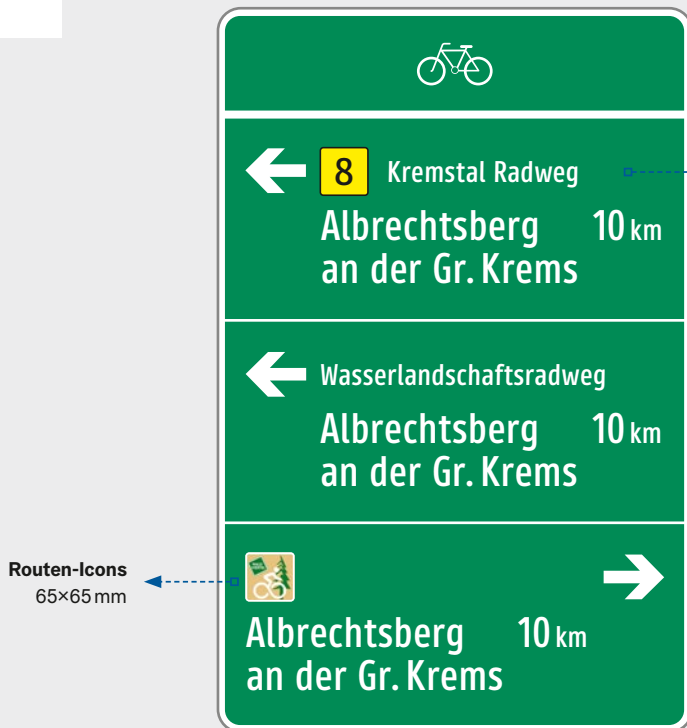 8 Kremstal Radweg
Albrechtsberg 10 km
an der Gr. Krems
Wasserlandschaftsradweg
Albrechtsberg 10 km
an der Gr. Krems
Routen-Icons
65×65 mm
Albrechtsberg 10 km
an der Gr. Krems